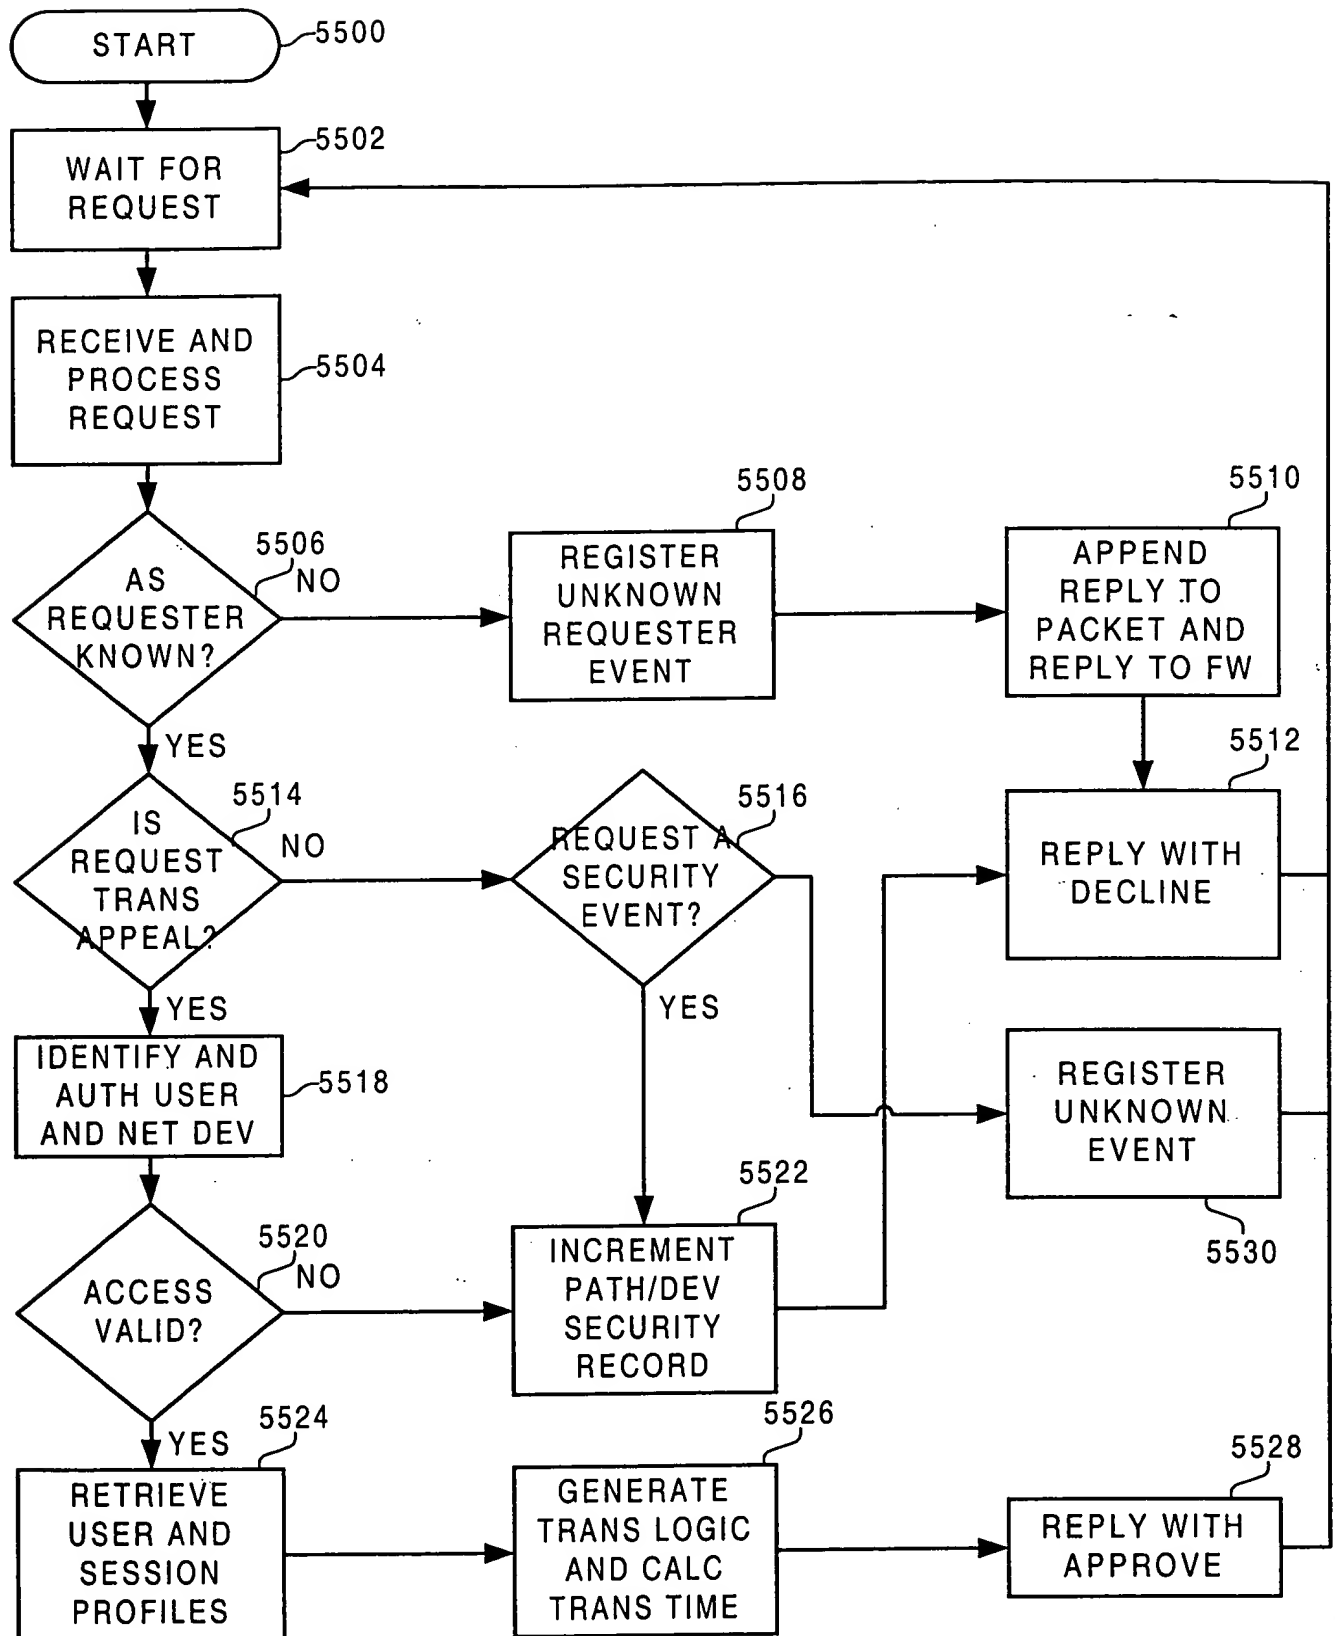 START
5500
WAIT FOR
REQUEST
5502
RECEIVE AND
PROCESS
REQUEST
5504
AS
REQUESTER
KNOWN?
5506
NO
YES
REGISTER
UNKNOWN
REQUESTER
EVENT
5508
APPEND
REPLY TO
PACKET AND
REPLY TO FW
5510
REPLY WITH
DECLINE
5512
IS
REQUEST
TRANS
APPEAL?
5514
NO
YES
REQUEST A
SECURITY
EVENT?
5516
YES
IDENTIFY AND
AUTH USER
AND NET DEV
5518
REGISTER
UNKNOWN
EVENT
5530
ACCESS
VALID?
5520
NO
YES
INCREMENT
PATH/DEV
SECURITY
RECORD
5522
RETRIEVE
USER AND
SESSION
PROFILES
5524
GENERATE
TRANS LOGIC
AND CALC
TRANS TIME
5526
REPLY WITH
APPROVE
5528